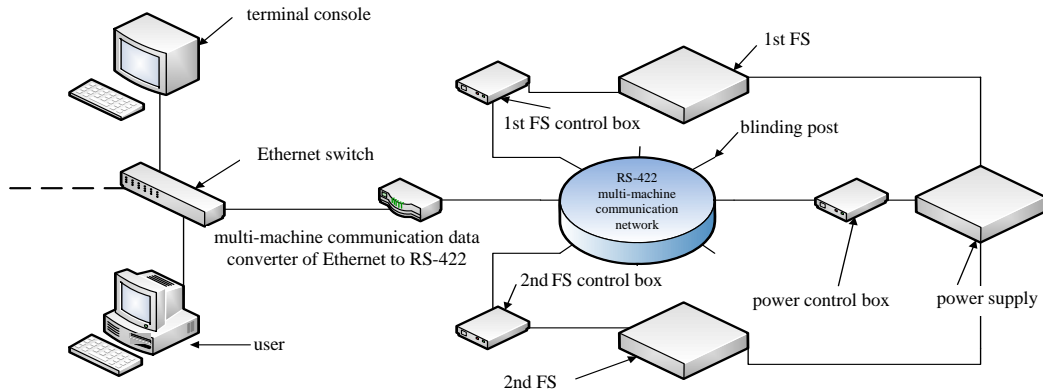 terminal console
1st FS
1st FS control box
blinding post
Ethernet switch
RS-422
multi-machine
communication
network
multi-machine communication data
converter of Ethernet to RS-422
2nd FS control box
power control box
power supply
user
2nd FS